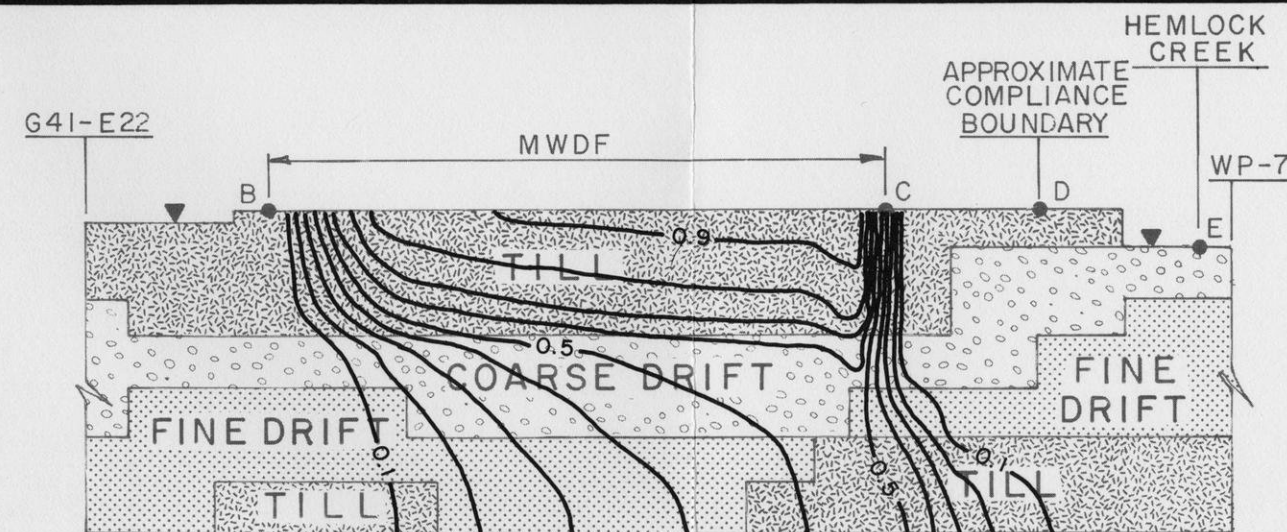 HEMLOCK
CREEK
APPROXIMATE
COMPLIANCE
BOUNDARY
G41-E22
MWDF
WP-7
B
C
D
E
0.9
TILL
0.5
COARSE DRIFT
FINE
DRIFT
FINE DRIFT
0.1
0.5
0.1
TILL
TILL